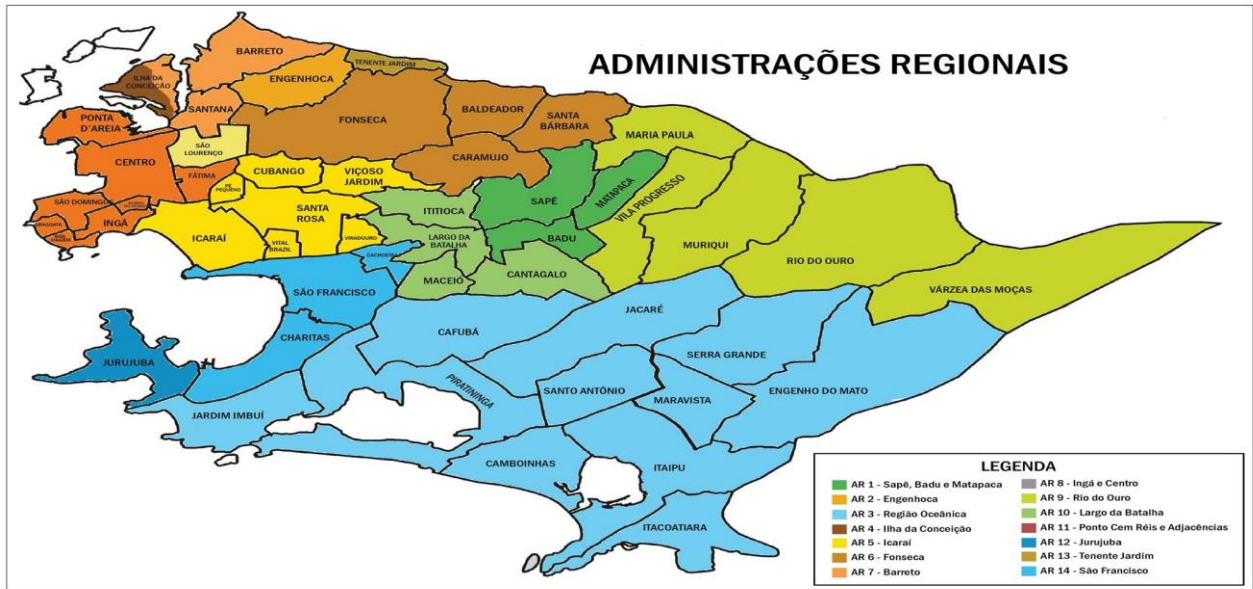 ADMINISTRAÇÕES REGIONAIS
BARRETO
TENENTE JARDIM
ENGENHOCA
ILHA DA
CONCEIÇÃO
SANTANA
PONTA
D'AREIA
FONSECA
BALDEADOR
SANTA
BÁRBARA
MARIA PAULA
SÃO
LOURENÇO
CENTRO
CARAMUJO
FÁTIMA
CUBANGO
VIÇOSO
JARDIM
PÉ
PEQUENO
SAPÊ
MATAPACA
VILA PROGRESSO
SÃO DOMINGOS
INGÁ
SANTA
ROSA
ITITIOCA
ICARAÍ
VITAL
BRAZIL
VIRADOURO
LARGO DA
BATALHA
BADU
MURIQUI
RIO DO OURO
CACHOEIRA
MACEIÓ
CANTAGALO
VÁRZEA DAS MOÇAS
SÃO FRANCISCO
JACARÉ
CHARITAS
CAFUBÁ
JURUJUBA
SERRA GRANDE
PIRATININGA
SANTO ANTÔNIO
MARAVISTA
ENGENHO DO MATO
JARDIM IMBUÍ
CAMBOINHAS
ITAIPU
ITACOATIARA
LEGENDA
AR 1 - Sapê, Badu e Matapaca
AR 2 - Engenhoca
AR 3 - Região Oceânica
AR 4 - Ilha da Conceição
AR 5 - Icaraí
AR 6 - Fonseca
AR 7 - Barreto
AR 8 - Ingá e Centro
AR 9 - Rio do Ouro
AR 10 - Largo da Batalha
AR 11 - Ponto Cem Réis e Adjacências
AR 12 - Jurujuba
AR 13 - Tenente Jardim
AR 14 - São Francisco